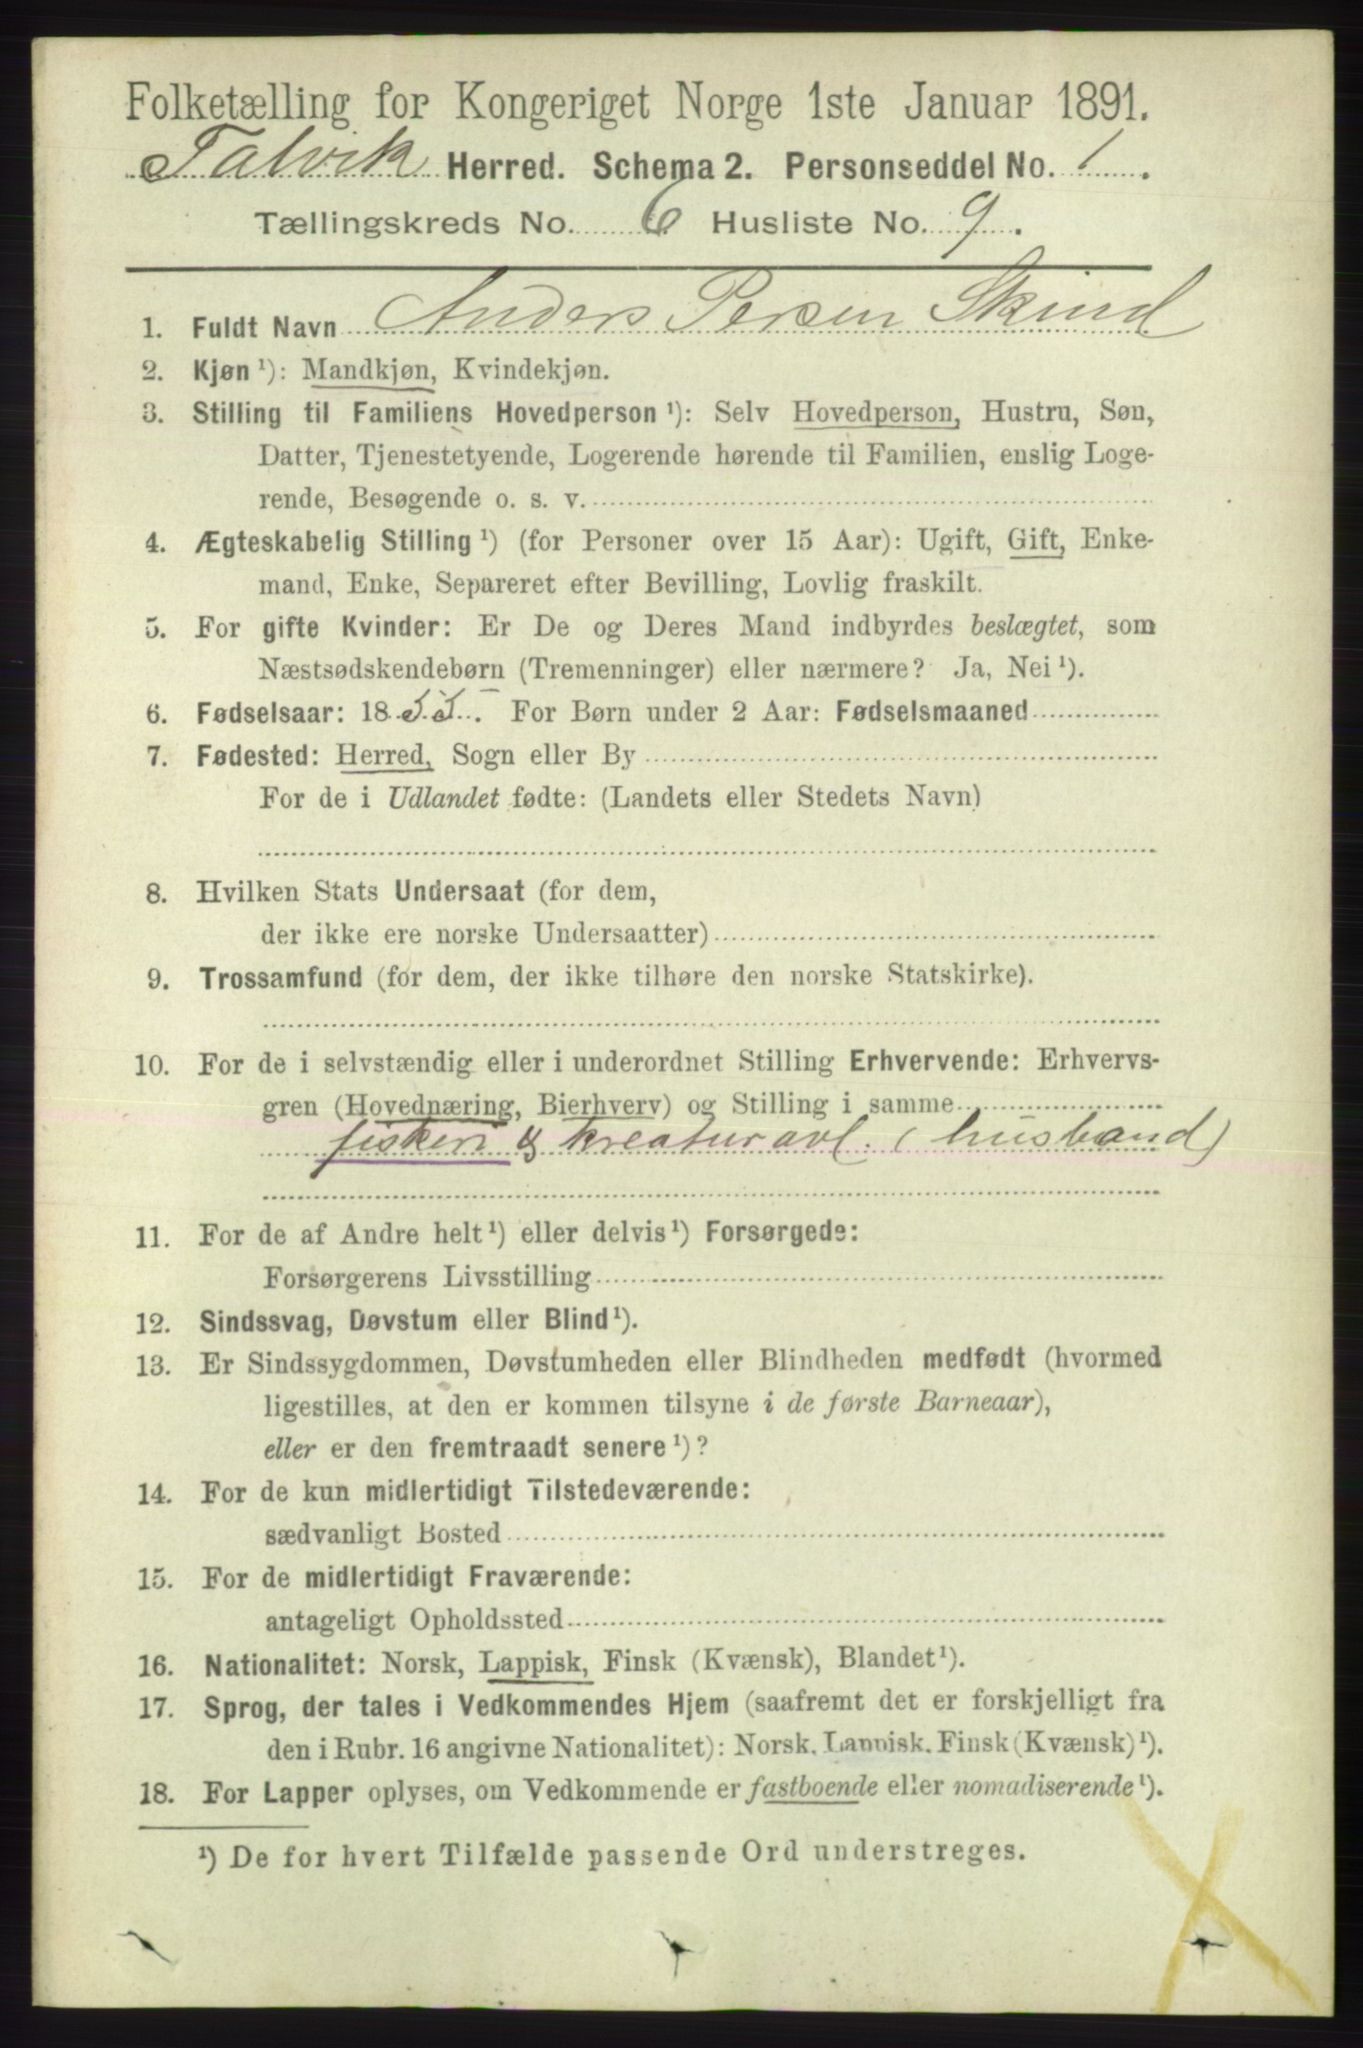 Folketælling for Kongeriget Norge 1ste Januar 1891.
Talvik Herred. Schema 2. Personseddel No. 1.
Tællingskreds No. 6 Husliste No. 9.
1. Fuldt Navn Anders Persen Skind
2. Kjøn ¹): Mandkjøn, Kvindekjøn.
3. Stilling til Familiens Hovedperson ¹): Selv Hovedperson, Hustru, Søn,
Datter, Tjenestetyende, Logerende hørende til Familien, enslig Loge-
rende, Besøgende o. s. v.
4. Ægteskabelig Stilling ¹) (for Personer over 15 Aar): Ugift, Gift, Enke-
mand, Enke, Separeret efter Bevilling, Lovlig fraskilt.
5. For gifte Kvinder: Er De og Deres Mand indbyrdes beslægtet, som
Næstsødskendebørn (Tremenninger) eller nærmere? Ja, Nei ¹).
6. Fødselsaar: 1855. For Børn under 2 Aar: Fødselsmaaned
7. Fødested: Herred, Sogn eller By
For de i Udlandet fødte: (Landets eller Stedets Navn)
8. Hvilken Stats Undersaat (for dem,
der ikke ere norske Undersaatter)
9. Trossamfund (for dem, der ikke tilhøre den norske Statskirke).
10. For de i selvstændig eller i underordnet Stilling Erhvervende: Erhvervs-
gren (Hovednæring, Bierhverv) og Stilling i samme
fiskeri & kreaturavl. (husbond)
11. For de af Andre helt ¹) eller delvis ¹) Forsørgede:
Forsørgerens Livsstilling
12. Sindssvag, Døvstum eller Blind ¹).
13. Er Sindssygdommen, Døvstumheden eller Blindheden medfødt (hvormed
ligestilles, at den er kommen tilsyne i de første Barneaar),
eller er den fremtraadt senere ¹)?
14. For de kun midlertidigt Tilstedeværende:
sædvanligt Bosted
15. For de midlertidigt Fraværende:
antageligt Opholdssted
16. Nationalitet: Norsk, Lappisk, Finsk (Kvænsk), Blandet ¹).
17. Sprog, der tales i Vedkommendes Hjem (saafremt det er forskjelligt fra
den i Rubr. 16 angivne Nationalitet): Norsk, Lappisk, Finsk (Kvænsk) ¹).
18. For Lapper oplyses, om Vedkommende er fastboende eller nomadiserende ¹).
¹) De for hvert Tilfælde passende Ord understreges.